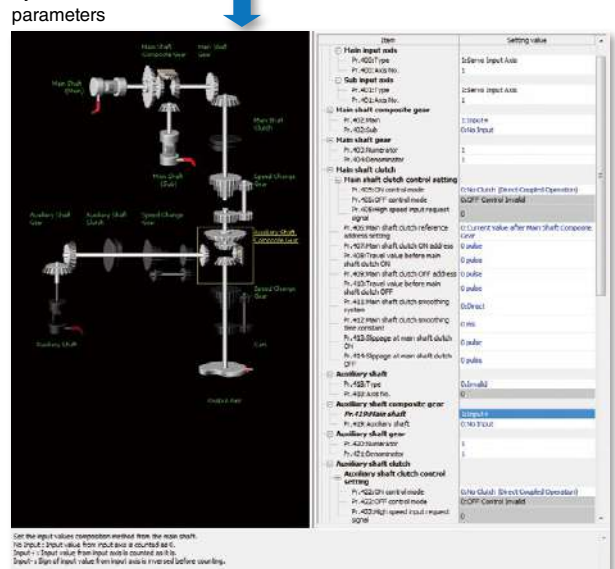 parameters
Main Shaft
Composite Gear
Main Shaft
Gear
Main Shaft
(Main)
Main Shaft
Clutch
Main Shaft
(Sub)
Speed Change
Gear
Auxiliary Shaft
Gear
Auxiliary Shaft
Clutch
Speed Change
Gear
Auxiliary Shaft
Composite Gear
Speed Change
Gear
Auxiliary Shaft
Cam
Output Axis
Item Setting value
Main input axis
Pr.400:Type 1:Servo Input Axis
Pr.400:Axis No. 1
Sub input axis
Pr.401:Type 1:Servo Input Axis
Pr.401:Axis No. 1
Main shaft composite gear
Pr.402:Main 1:Input+
Pr.402:Sub 0:No Input
Main shaft gear
Pr.403:Numerator 1
Pr.404:Denominator 1
Main shaft clutch
Main shaft clutch control setting
Pr.405:ON control mode 0:No Clutch (Direct Coupled Operation)
Pr.405:OFF control mode 0:OFF Control Invalid
Pr.405:High speed input request
signal 0
Pr.406:Main shaft clutch reference
address setting 0:Current value after Main Shaft Composite
Gear
Pr.407:Main shaft clutch ON address 0 pulse
Pr.408:Travel value before main
shaft clutch ON 0 pulse
Pr.409:Main shaft clutch OFF address 0 pulse
Pr.410:Travel value before main
shaft clutch OFF 0 pulse
Pr.411:Main shaft clutch smoothing
system 0:Direct
Pr.412:Main shaft clutch smoothing
time constant 0 ms
Pr.413:Slippage at main shaft clutch
ON 0 pulse
Pr.414:Slippage at main shaft clutch
OFF 0 pulse
Auxiliary shaft
Pr.418:Type 0:Invalid
Pr.418:Axis No. 0
Auxiliary shaft composite gear
Pr.419:Main shaft 1:Input+
Pr.419:Auxiliary shaft 0:No Input
Auxiliary shaft gear
Pr.420:Numerator 1
Pr.421:Denominator 1
Auxiliary shaft clutch
Auxiliary shaft clutch control
setting
Pr.422:ON control mode 0:No Clutch (Direct Coupled Operation)
Pr.422:OFF control mode 0:OFF Control Invalid
Pr.422:High speed input request
signal 0
Set the input values composition method from the main shaft.
No Input : Input value from input axis is counted as 0.
Input+ : Input value from input axis is counted as it is.
Input- : Sign of input value from input axis is inversed before counting.